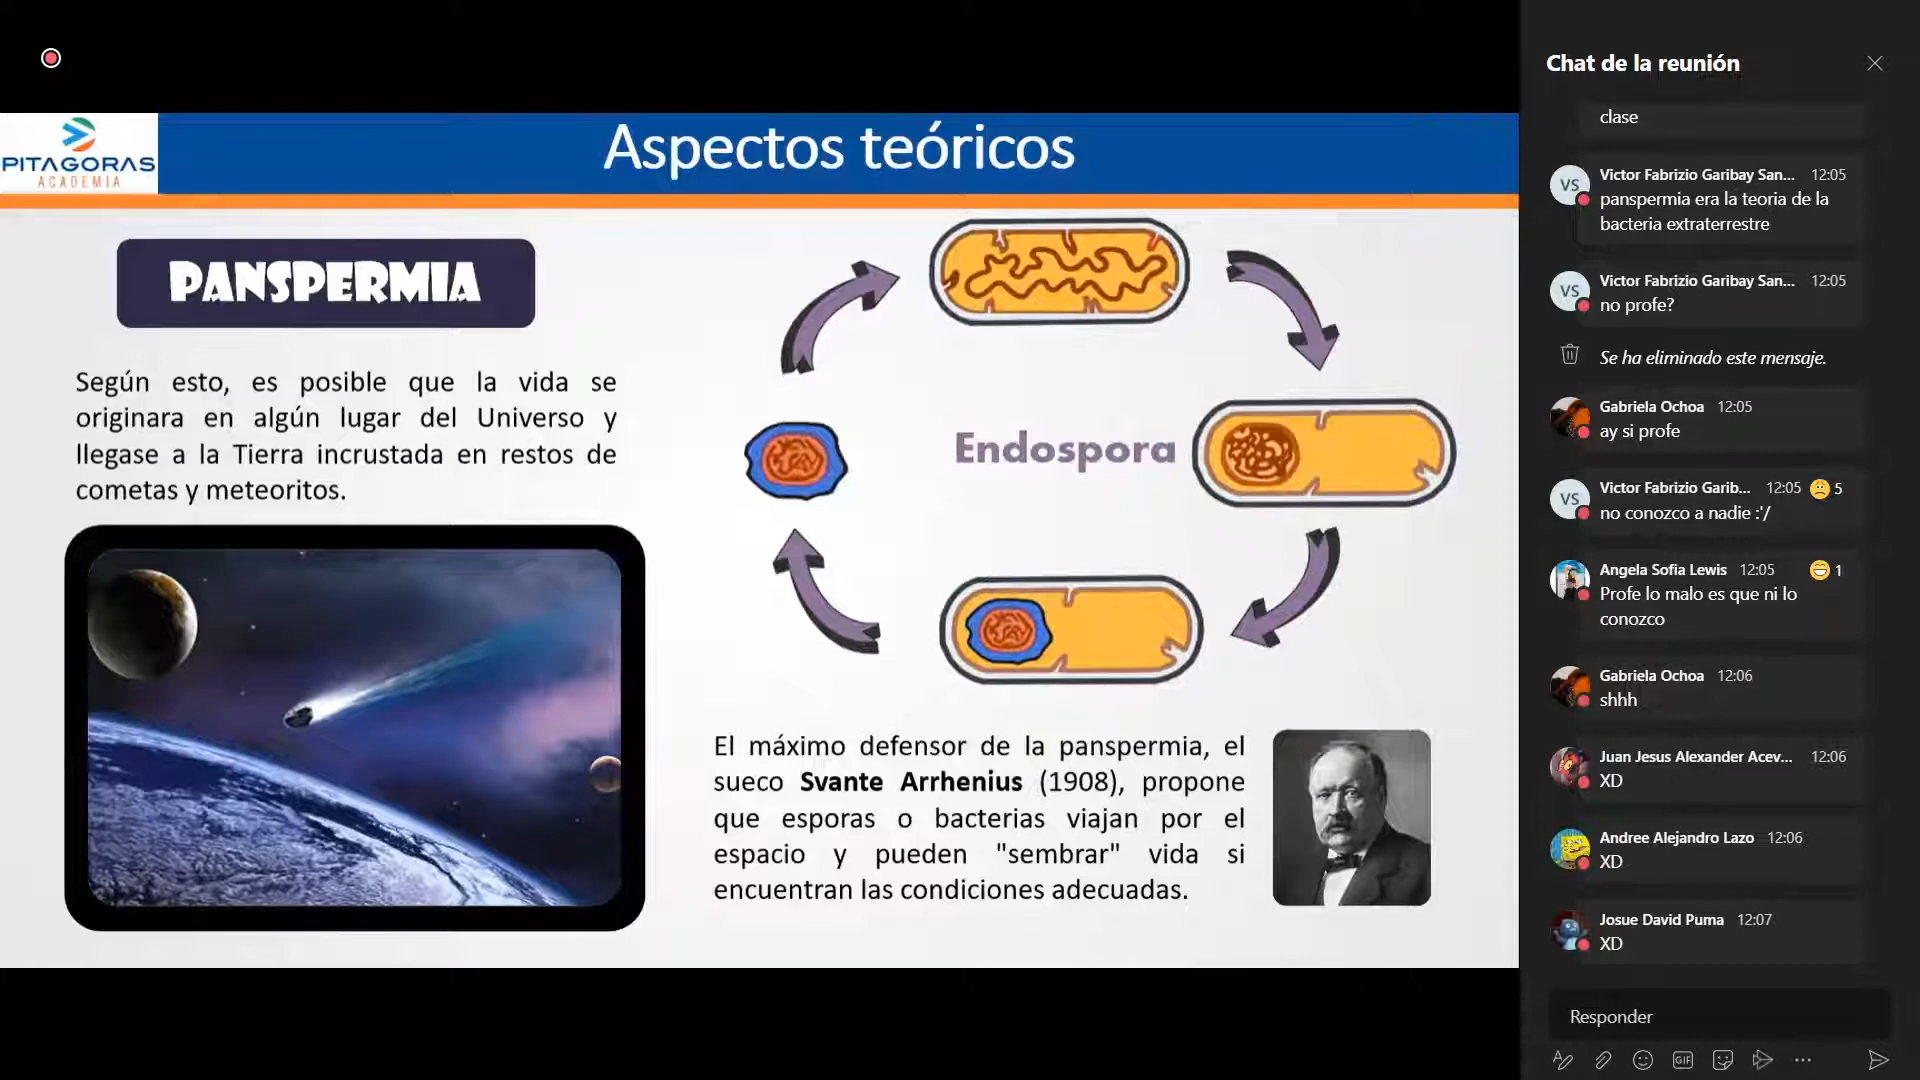 PITAGORAS
ACADEMIA
Aspectos teóricos
PANSPERMIA
Según esto, es posible que la vida se
originara en algún lugar del Universo y
llegase a la Tierra incrustada en restos de
cometas y meteoritos.
Endospora
El máximo defensor de la panspermia, el
sueco Svante Arrhenius (1908), propone
que esporas o bacterias viajan por el
espacio y pueden "sembrar" vida si
encuentran las condiciones adecuadas.
Chat de la reunión
clase
VS
Victor Fabrizio Garibay San... 12:05
panspermia era la teoria de la
bacteria extraterrestre
VS
Victor Fabrizio Garibay San... 12:05
no profe?
Se ha eliminado este mensaje.
Gabriela Ochoa 12:05
ay si profe
VS
Victor Fabrizio Garib... 12:05 5
no conozco a nadie :'/
Angela Sofia Lewis 12:05 1
Profe lo malo es que ni lo
conozco
Gabriela Ochoa 12:06
shhh
Juan Jesus Alexander Acev... 12:06
XD
Andree Alejandro Lazo 12:06
XD
Josue David Puma 12:07
XD
Responder
GIF